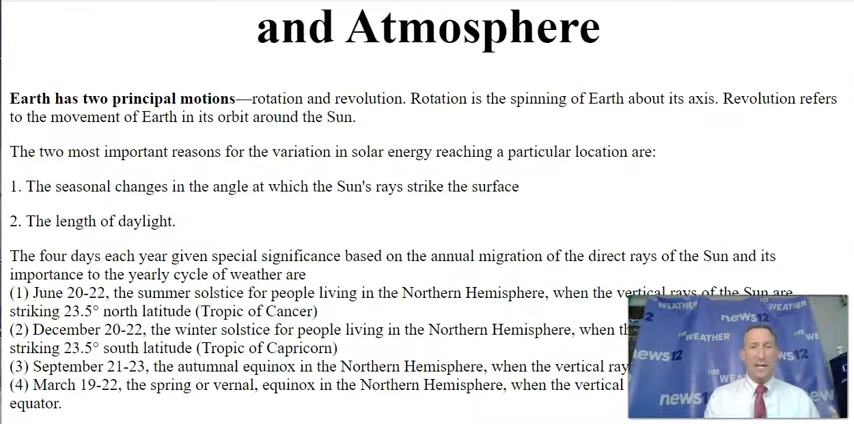 and Atmosphere
Earth has two principal motions—rotation and revolution. Rotation is the spinning of Earth about its axis. Revolution refers
to the movement of Earth in its orbit around the Sun.
The two most important reasons for the variation in solar energy reaching a particular location are:
1. The seasonal changes in the angle at which the Sun's rays strike the surface
2. The length of daylight.
The four days each year given special significance based on the annual migration of the direct rays of the Sun and its
importance to the yearly cycle of weather are
(1) June 20-22, the summer solstice for people living in the Northern Hemisphere, when the vertical rays of the Sun are
striking 23.5° north latitude (Tropic of Cancer)
(2) December 20-22, the winter solstice for people living in the Northern Hemisphere, when
striking 23.5° south latitude (Tropic of Capricorn)
(3) September 21-23, the autumnal equinox in the Northern Hemisphere, when the vertical
(4) March 19-22, the spring or vernal, equinox in the Northern Hemisphere, when the vertical
equator.
WEATHER
news12
WEATHER
WEATHER
news12